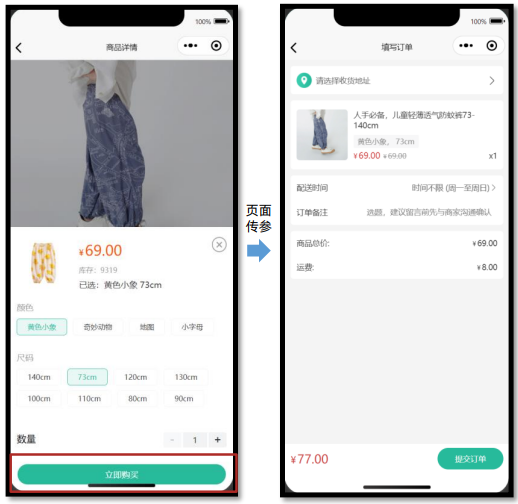 100%
商品详情
¥69.00
库存: 9319
已选: 黄色小象 73cm
颜色
黄色小象 奇妙动物 地图 小字母
尺码
140cm 73cm 120cm 130cm
100cm 110cm 80cm 90cm
数量 - 1 +
立即购买
页面
传参
100%
填写订单
请选择收货地址
人手必备，儿童轻薄透气防蚊裤73-
140cm
黄色小象，73cm
¥69.00 ¥69.00 x1
配送时间 时间不限 (周一至周日)
订单备注 选题，建议留言前先与商家沟通确认
商品总价: ¥69.00
运费: ¥8.00
¥77.00 提交订单